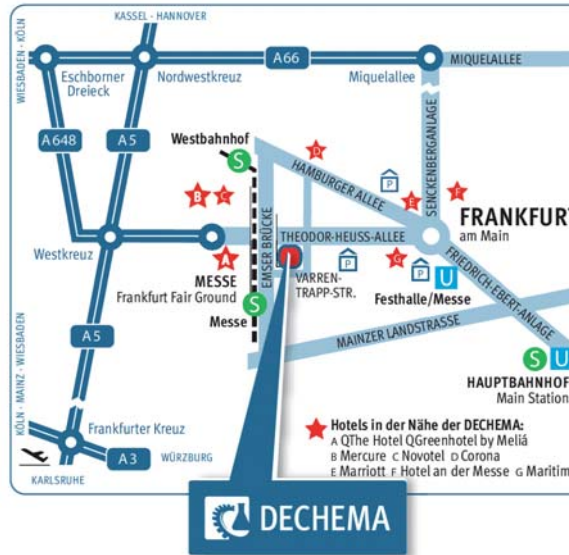 KASSEL - HANNOVER
WIESBADEN - KÖLN
A66
MIQUELALLEE
Eschborner
Dreieck
Nordwestkreuz
Miquelallee
A648
A5
Westbahnhof
S
D
HAMBURGER ALLEE
SENCKENBERGANLAGE
P
B
C
E
F
FRANKFURT
am Main
Westkreuz
A
EMSER BRÜCKE
THEODOR-HEUSS-ALLEE
G
P
P
U
FRIEDRICH-EBERT-ANLAGE
MESSE
Frankfurt Fair Ground
VARREN-
TRAPP-STR.
Festhalle/Messe
S
Messe
MAINZER LANDSTRASSE
A5
KÖLN - MAINZ - WIESBADEN
S
U
HAUPTBAHNHOF
Main Station
Frankfurter Kreuz
A3
WÜRZBURG
KARLSRUHE
Hotels in der Nähe der DECHEMA:
A QThe Hotel QGreenhotel by Meliá
B Mercure C Novotel D Corona
E Marriott F Hotel an der Messe G Maritim
DECHEMA